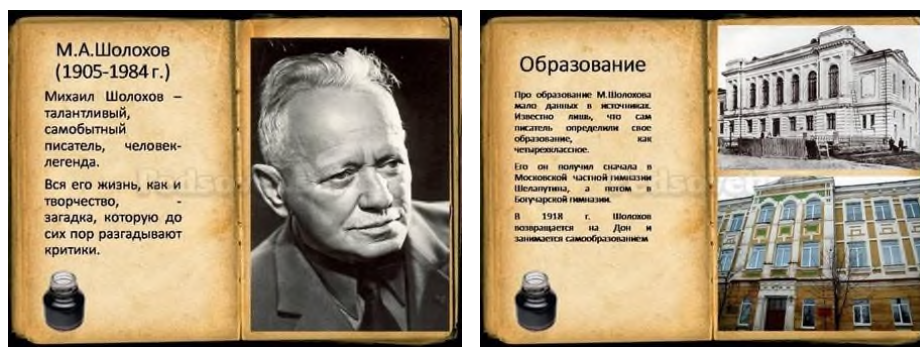 М.А.Шолохов
(1905-1984 г.)
Михаил Шолохов –
талантливый,
самобытный
писатель, человек-
легенда.
Вся его жизнь, как и
творчество, -
загадка, которую до
сих пор разгадывают
критики.
Образование
Про образование М.Шолохова
мало данных в источниках.
Известно лишь, что сам
писатель определили свое
образование, как
четырехклассное.
Его он получил сначала в
Московской частной гимназии
Шелапутина, а потом в
Богучарской гимназии.
В 1918 г. Шолохов
возвращается на Дон и
занимается самообразованием